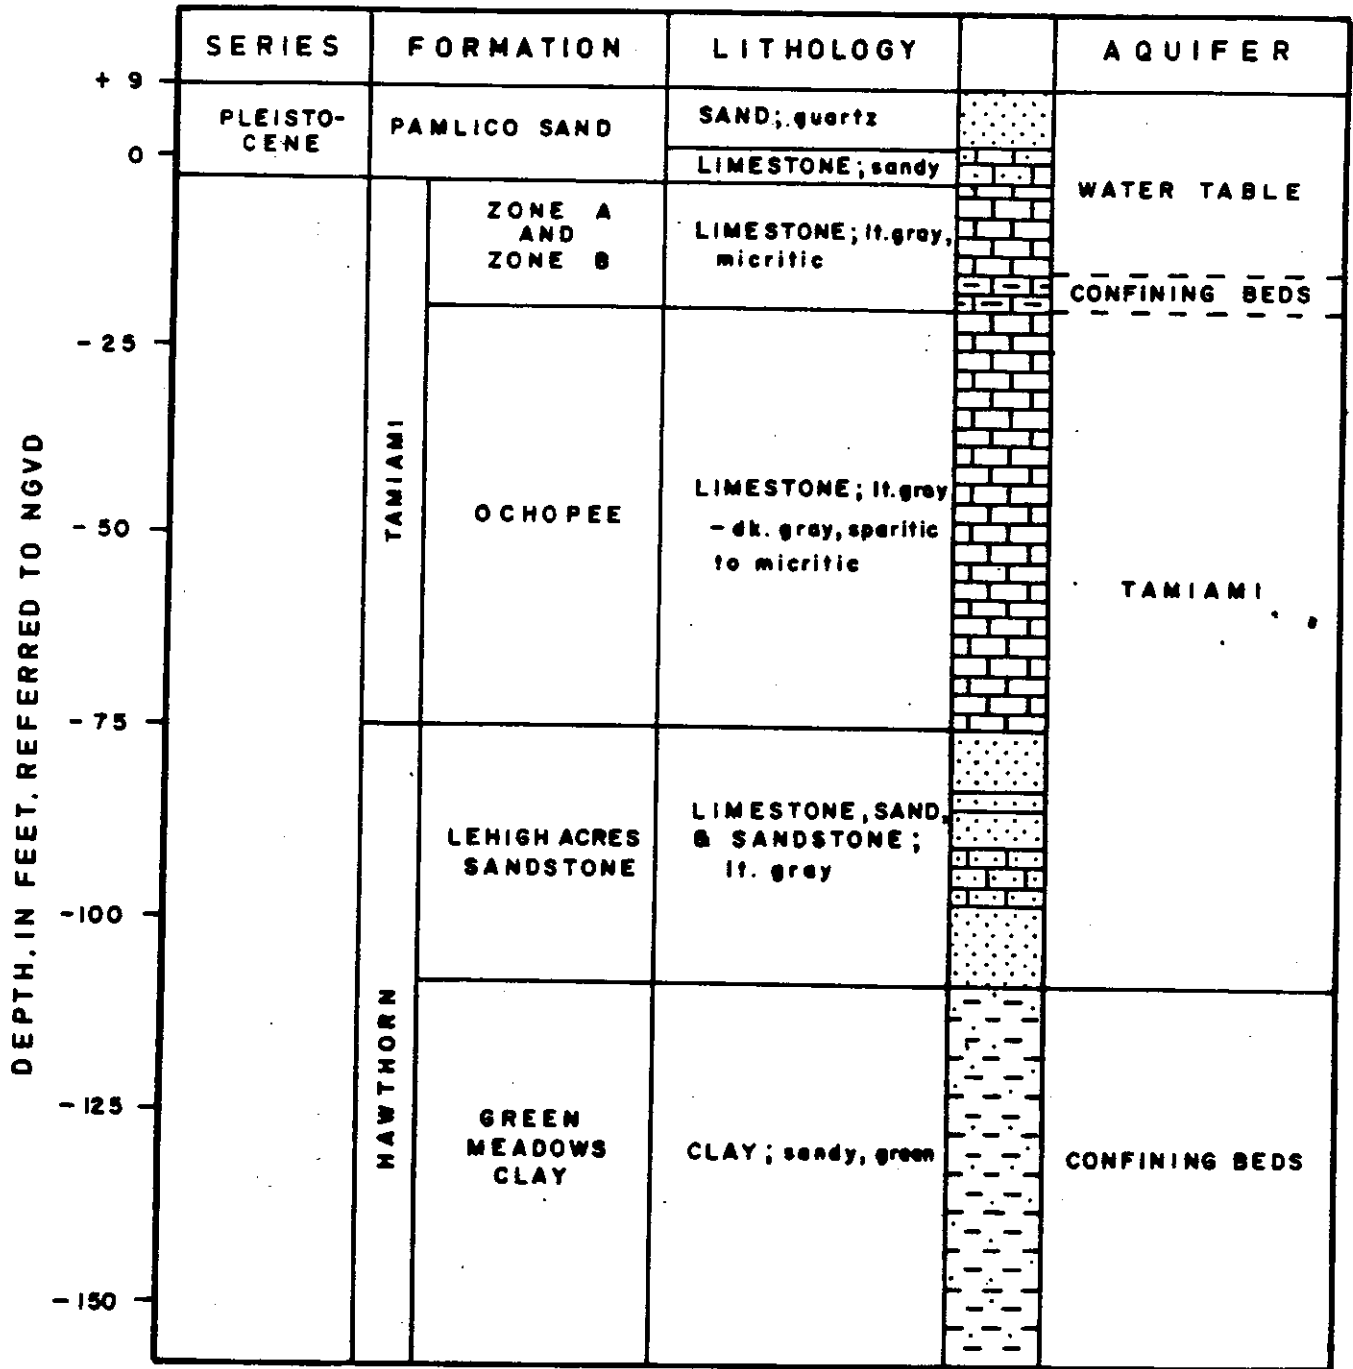 SERIES
FORMATION
LITHOLOGY
AQUIFER
+ 9
PLEISTO-
CENE
PAMLICO SAND
SAND; quartz
0
LIMESTONE; sandy
WATER TABLE
ZONE A
AND
ZONE B
LIMESTONE; lt. gray,
micritic
CONFINING BEDS
-25
DEPTH, IN FEET, REFERRED TO NGVD
TAMIAMI
OCHOPEE
LIMESTONE; lt. gray
- dk. gray, sparitic
to micritic
-50
TAMIAMI
-75
LEHIGH ACRES
SANDSTONE
LIMESTONE, SAND,
& SANDSTONE;
lt. gray
-100
HAWTHORN
-125
GREEN
MEADOWS
CLAY
CLAY; sandy, green
CONFINING BEDS
-150